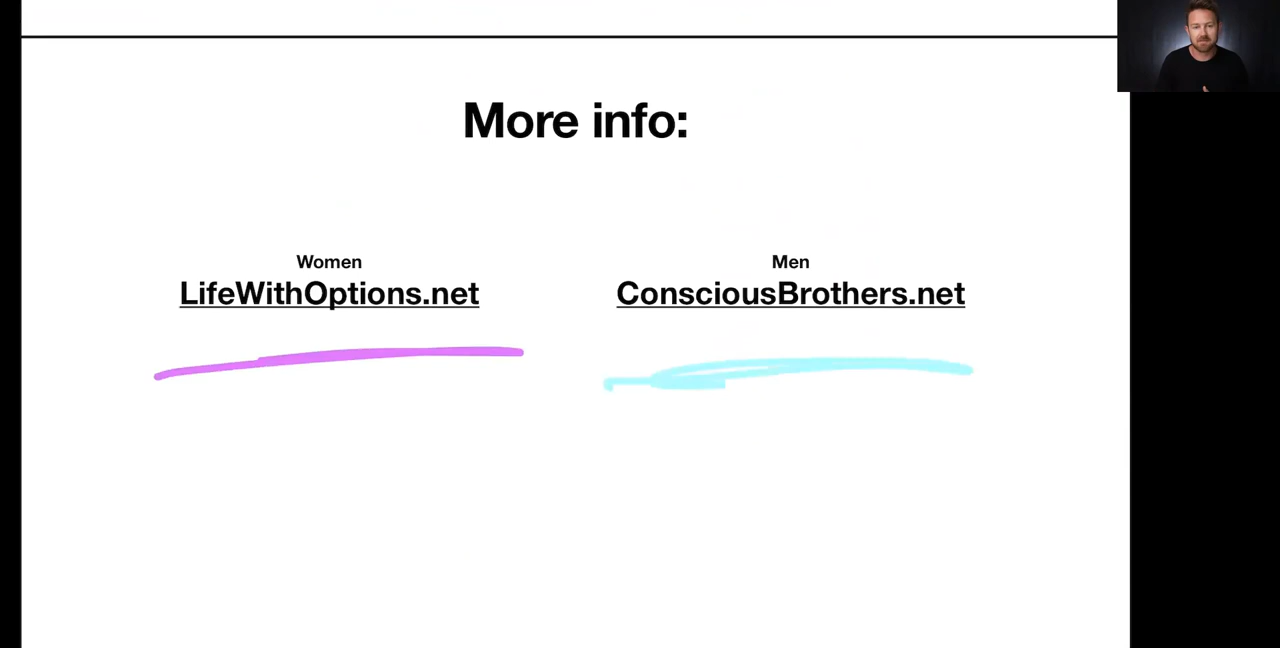 More info:
Women
LifeWithOptions.net
Men
ConsciousBrothers.net